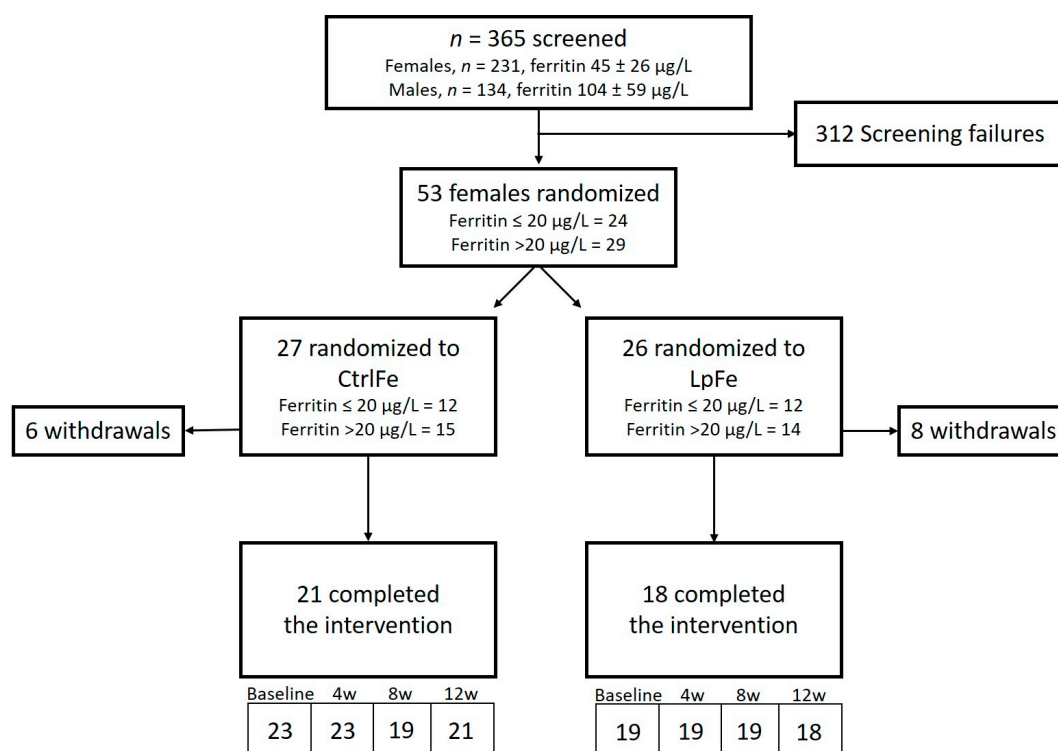 n = 365 screened
Females, n = 231, ferritin 45 ± 26 µg/L
Males, n = 134, ferritin 104 ± 59 µg/L
312 Screening failures
53 females randomized
Ferritin ≤ 20 µg/L = 24
Ferritin >20 µg/L = 29
27 randomized to
CtrlFe
Ferritin ≤ 20 µg/L = 12
Ferritin >20 µg/L = 15
26 randomized to
LpFe
Ferritin ≤ 20 µg/L = 12
Ferritin >20 µg/L = 14
6 withdrawals
8 withdrawals
21 completed
the intervention
18 completed
the intervention
Baseline 4w 8w 12w
23 23 19 21
Baseline 4w 8w 12w
19 19 19 18